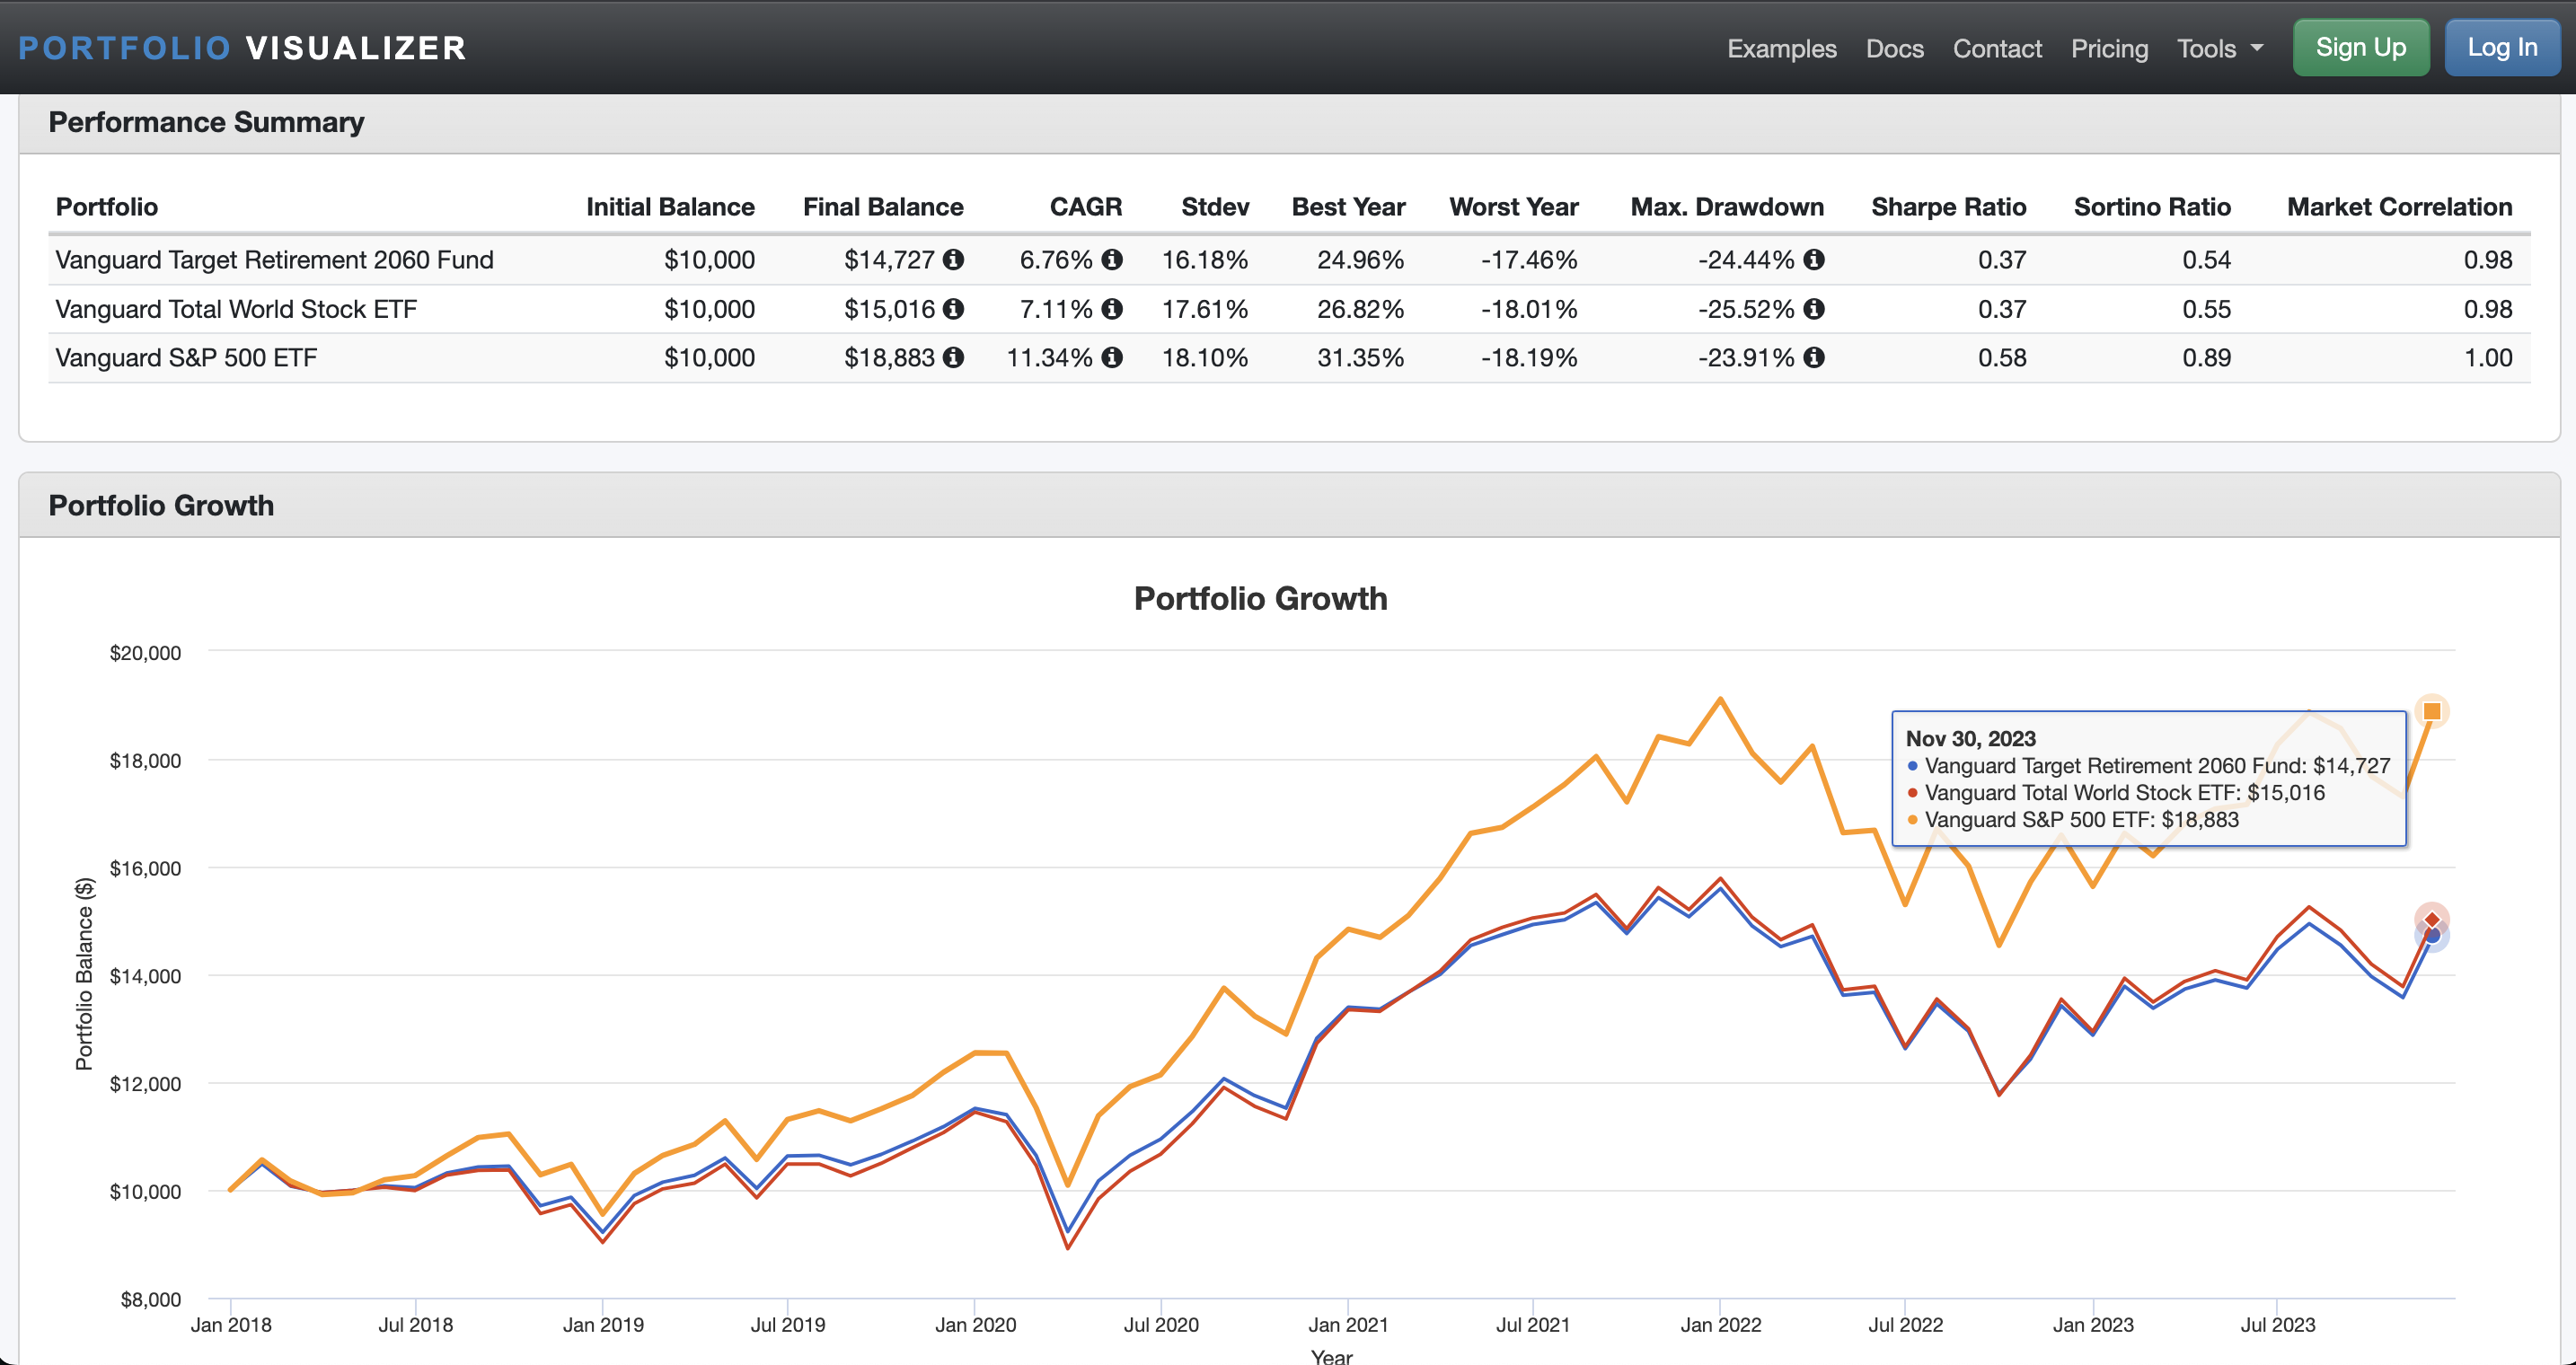 PORTFOLIO VISUALIZER Examples Docs Contact Pricing Tools Sign Up Log In
Performance Summary
Portfolio Initial Balance Final Balance CAGR Stdev Best Year Worst Year Max. Drawdown Sharpe Ratio Sortino Ratio Market Correlation
Vanguard Target Retirement 2060 Fund $10,000 $14,727 6.76% 16.18% 24.96% -17.46% -24.44% 0.37 0.54 0.98
Vanguard Total World Stock ETF $10,000 $15,016 7.11% 17.61% 26.82% -18.01% -25.52% 0.37 0.55 0.98
Vanguard S&P 500 ETF $10,000 $18,883 11.34% 18.10% 31.35% -18.19% -23.91% 0.58 0.89 1.00
Portfolio Growth
Portfolio Growth
Portfolio Balance ($)
$20,000
$18,000
$16,000
$14,000
$12,000
$10,000
$8,000
Nov 30, 2023
Vanguard Target Retirement 2060 Fund: $14,727
Vanguard Total World Stock ETF: $15,016
Vanguard S&P 500 ETF: $18,883
Jan 2018 Jul 2018 Jan 2019 Jul 2019 Jan 2020 Jul 2020 Jan 2021 Jul 2021 Jan 2022 Jul 2022 Jan 2023 Jul 2023
Year